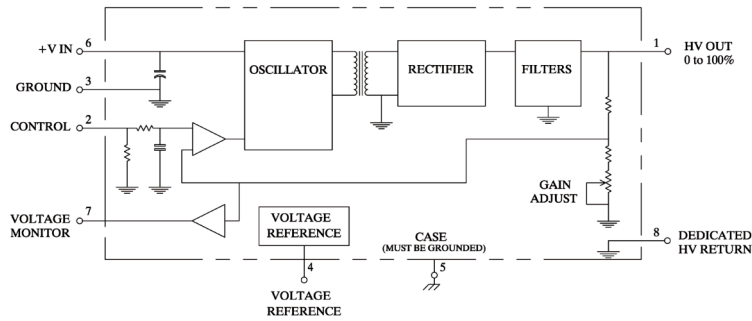 6
+V IN
3
GROUND
2
CONTROL
7
VOLTAGE
MONITOR
OSCILLATOR
RECTIFIER
FILTERS
1
HV OUT
0 to 100%
GAIN
ADJUST
8
DEDICATED
HV RETURN
VOLTAGE
REFERENCE
4
VOLTAGE
REFERENCE
CASE
(MUST BE GROUNDED)
5